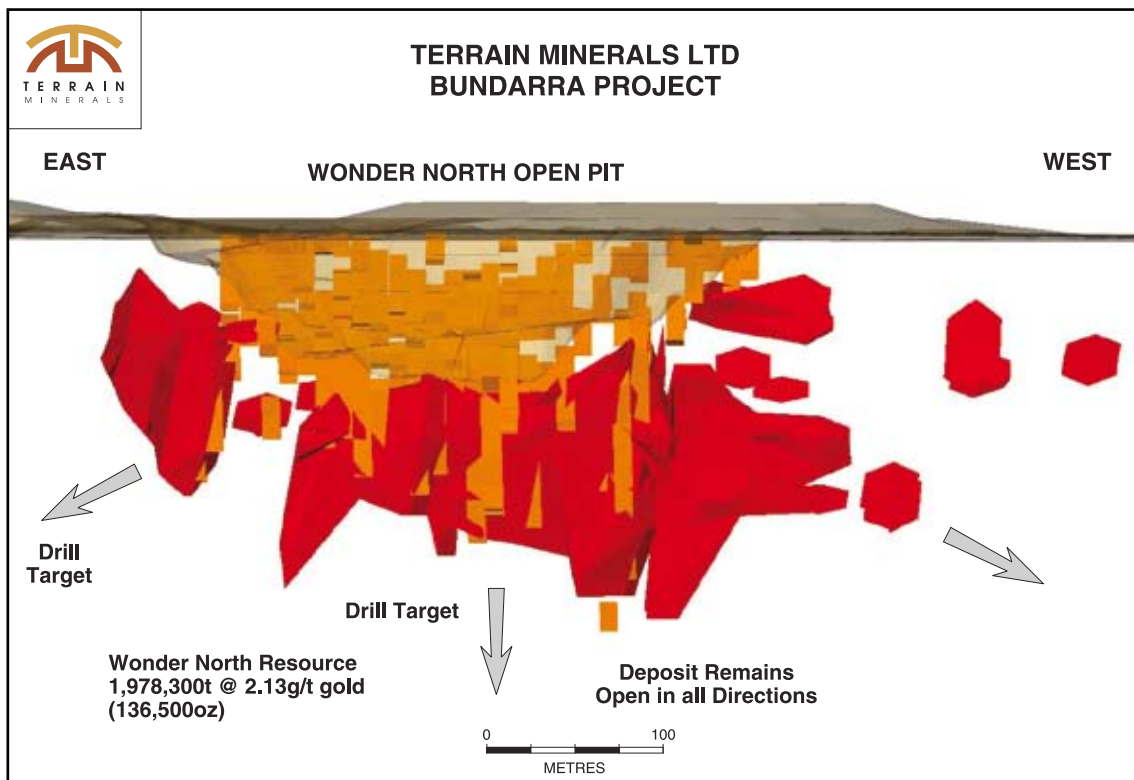 TERRAIN
MINERALS
TERRAIN MINERALS LTD
BUNDARRA PROJECT
EAST
WONDER NORTH OPEN PIT
WEST
Drill
Target
Drill Target
Wonder North Resource
1,978,300t @ 2.13g/t gold
(136,500oz)
Deposit Remains
Open in all Directions
0 100
METRES